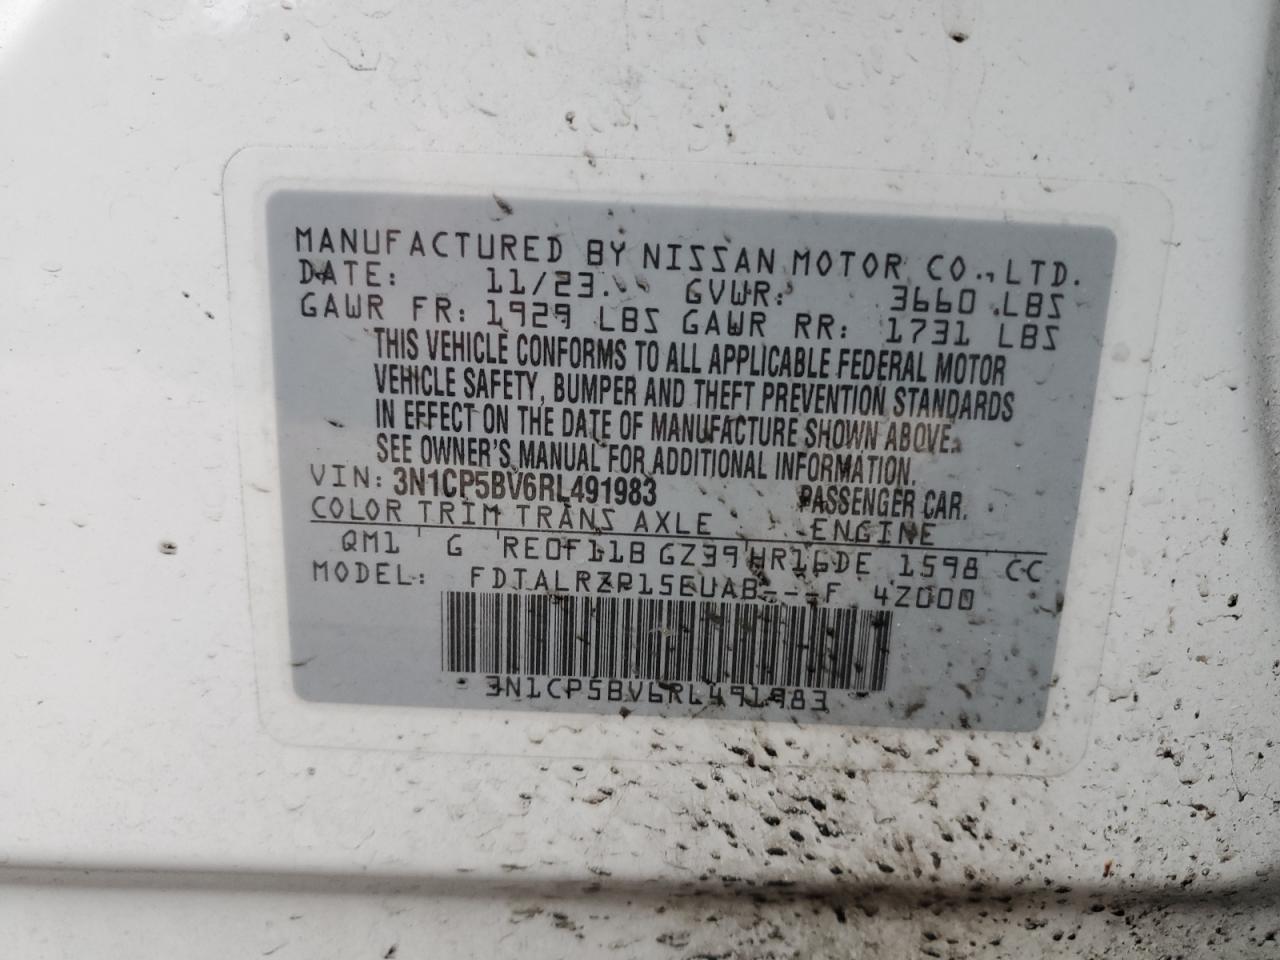 MANUFACTURED BY NISSAN MOTOR CO., LTD.
DATE: 11/23 GVWR: 3660 LBS
GAWR FR: 1929 LBS GAWR RR: 1731 LBS
THIS VEHICLE CONFORMS TO ALL APPLICABLE FEDERAL MOTOR
VEHICLE SAFETY, BUMPER AND THEFT PREVENTION STANDARDS
IN EFFECT ON THE DATE OF MANUFACTURE SHOWN ABOVE.
SEE OWNER'S MANUAL FOR ADDITIONAL INFORMATION.
VIN: 3N1CP5BV6RL491983 PASSENGER CAR.
COLOR TRIM TRANS AXLE ENGINE
QM1 G RE0F11B GZ39 HR16DE 1598 CC
MODEL: FDTALRZP15EUAB---F 4Z000
3N1CP5BV6RL491983